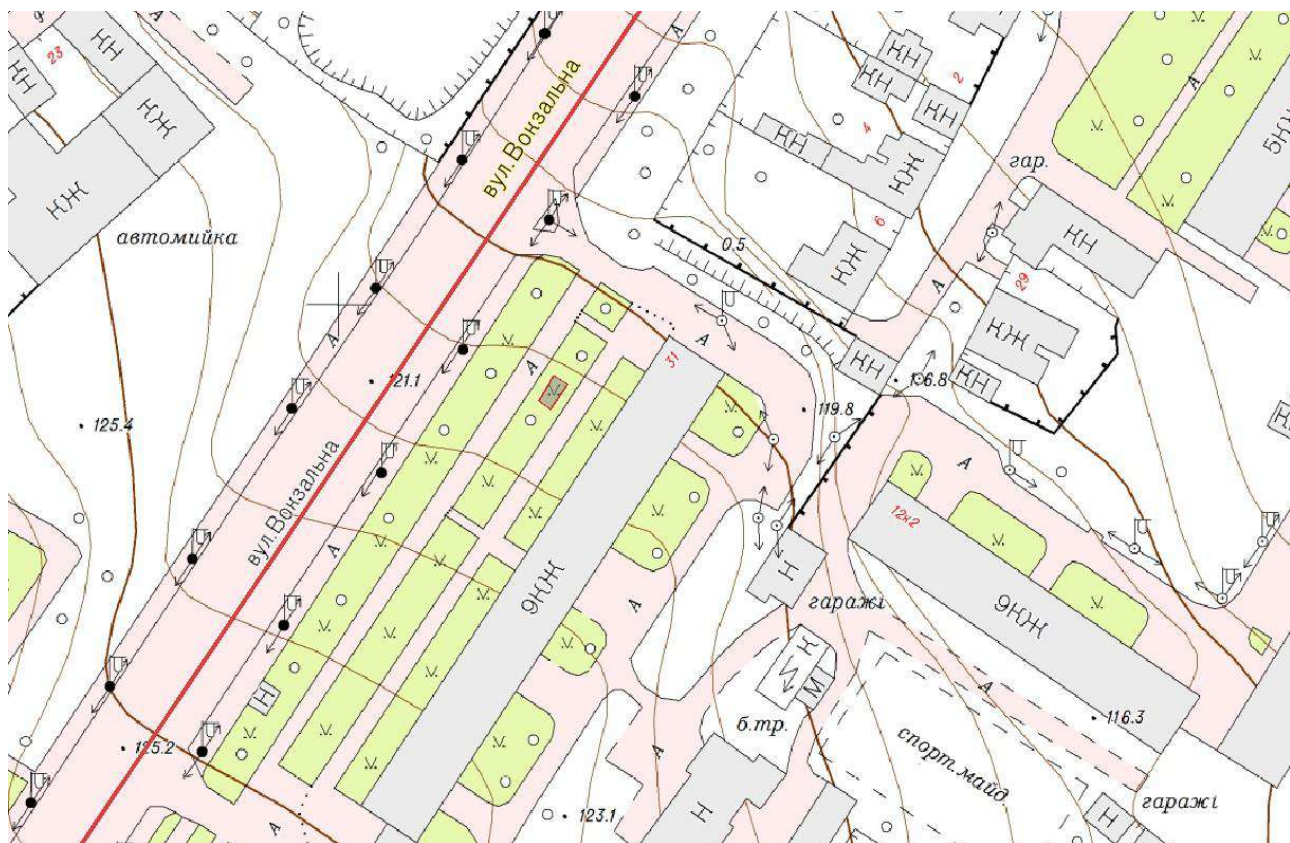 23
КН
КН
КЖ
КЖ
автомийка
вул. Вокзальна
А
А
А
2
КН
КН
КН
4
КН
КЖ
6
КЖ
0.5
гар.
КН
29
КЖ
КН
А
А
5КЖ
А
121.1
125.4
31
А
119.8
КН
116.8
А
вул. Вокзальна
А
9КЖ
А
Н
125.2
А
Н
гаражі
12к2
А
9КЖ
К
М
б.тр.
А
Н
123.1
А
116.3
спорт.майд.
Н
гаражі